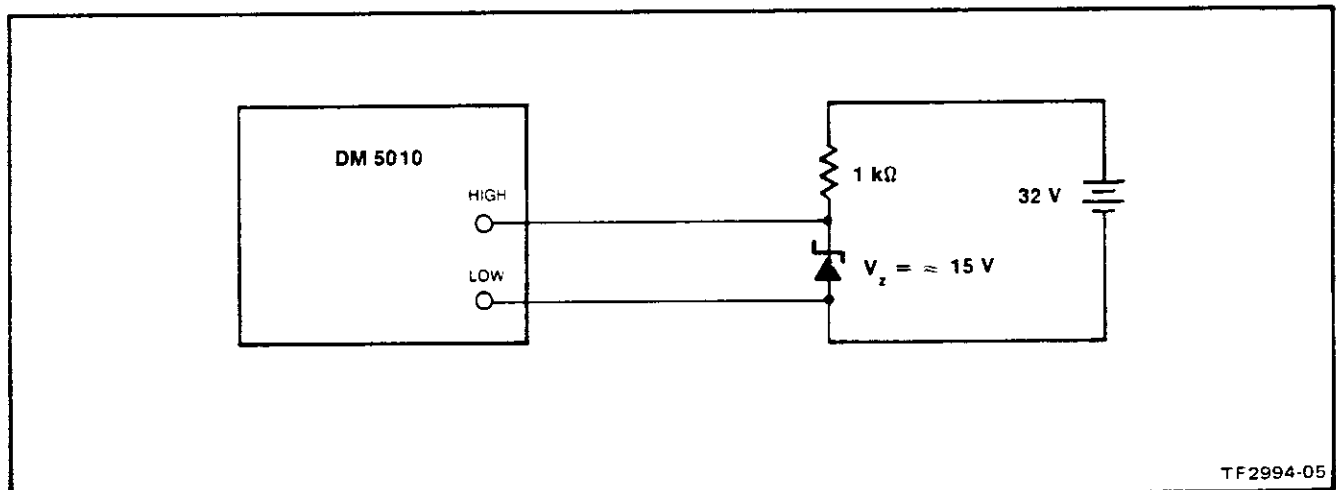 DM 5010
HIGH
LOW
1 kΩ
32 V
V_z = ≈ 15 V
TF2994-05